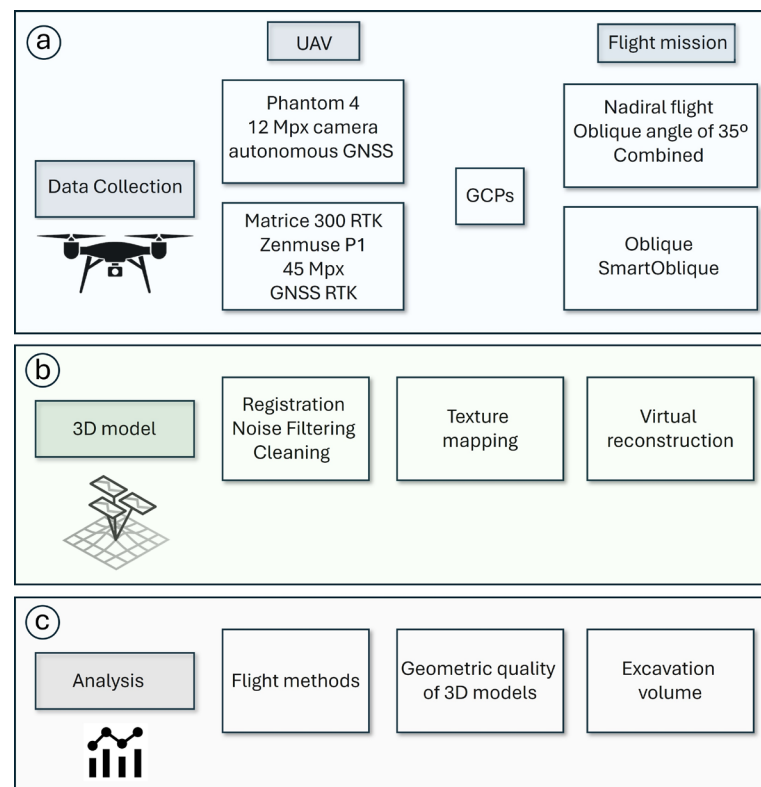 a
UAV
Flight mission
Data Collection
Phantom 4
12 Mpx camera
autonomous GNSS
Matrice 300 RTK
Zenmuse P1
45 Mpx
GNSS RTK
GCPs
Nadiral flight
Oblique angle of 35º
Combined
Oblique
SmartOblique
b
3D model
Registration
Noise Filtering
Cleaning
Texture
mapping
Virtual
reconstruction
c
Analysis
Flight methods
Geometric quality
of 3D models
Excavation
volume